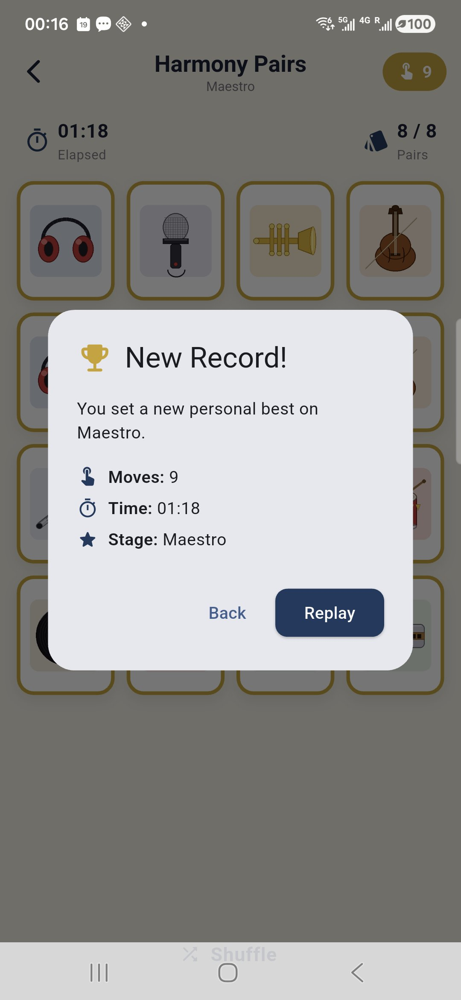 00:16
19
6
5G
4G R
100
Harmony Pairs
Maestro
9
01:18
Elapsed
8 / 8
Pairs
New Record!
You set a new personal best on
Maestro.
Moves: 9
Time: 01:18
Stage: Maestro
Back
Replay
Shuffle